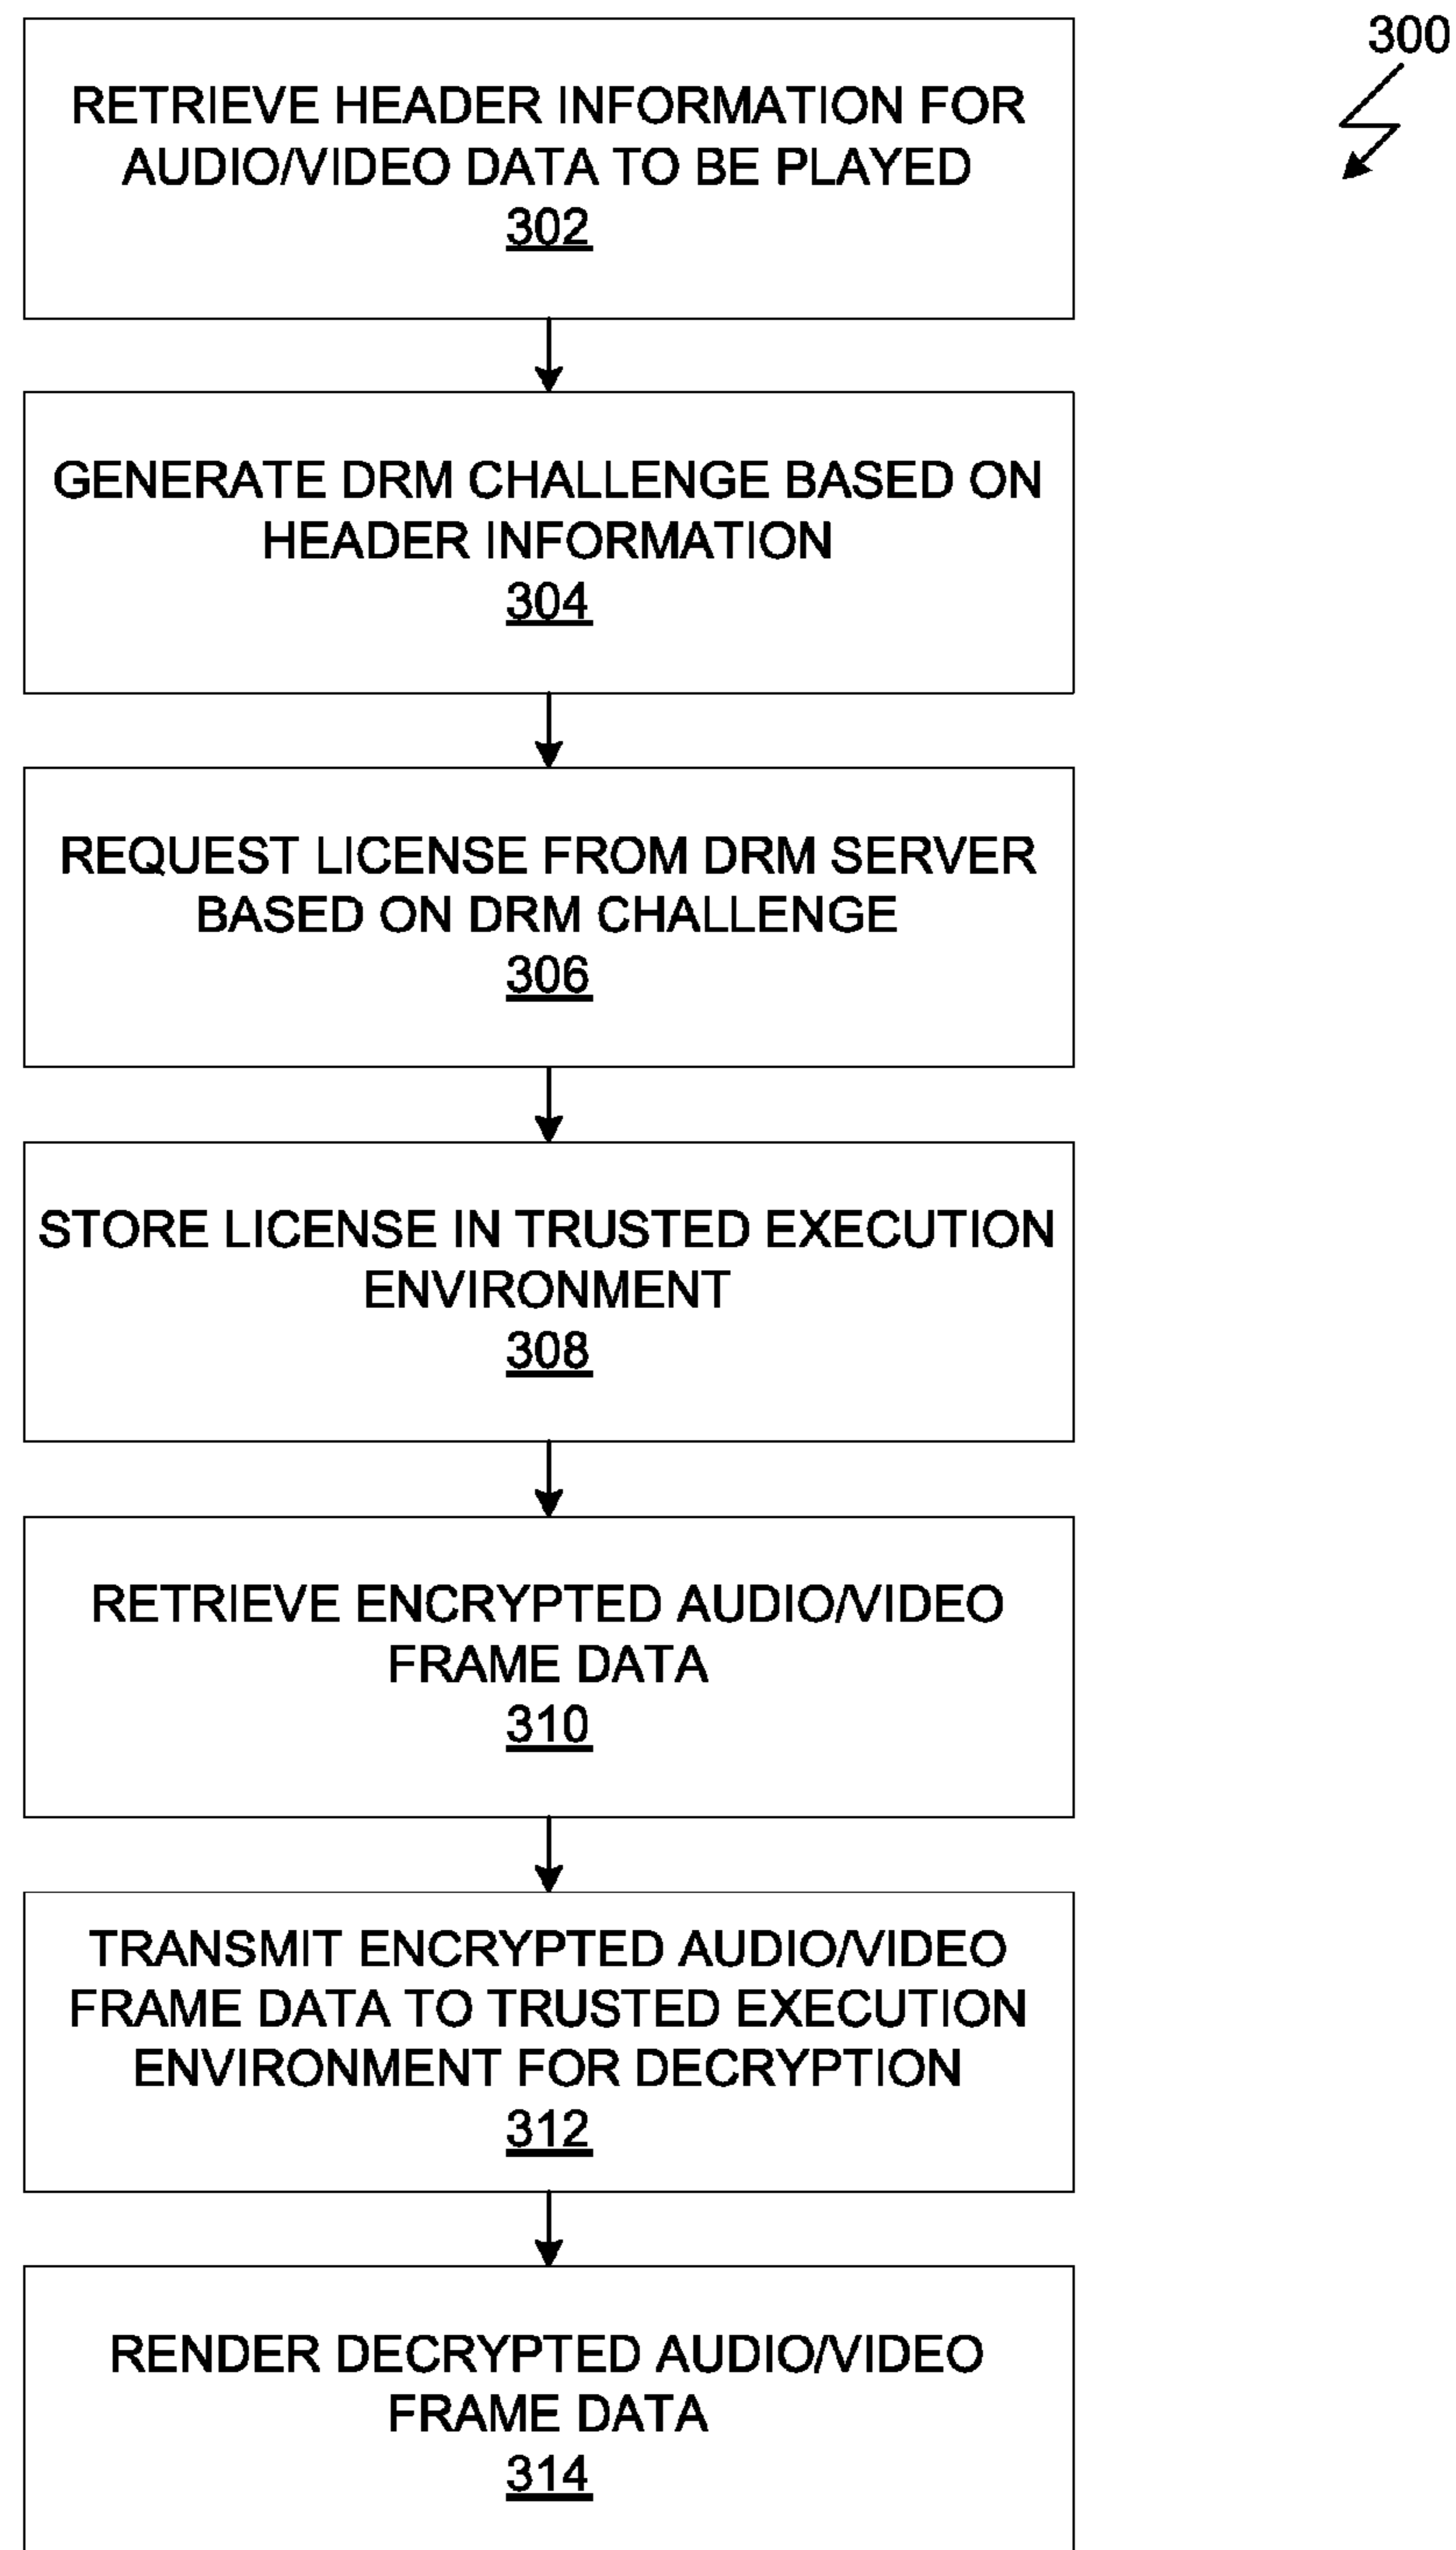 300
RETRIEVE HEADER INFORMATION FOR
AUDIO/VIDEO DATA TO BE PLAYED
302
GENERATE DRM CHALLENGE BASED ON
HEADER INFORMATION
304
REQUEST LICENSE FROM DRM SERVER
BASED ON DRM CHALLENGE
306
STORE LICENSE IN TRUSTED EXECUTION
ENVIRONMENT
308
RETRIEVE ENCRYPTED AUDIO/VIDEO
FRAME DATA
310
TRANSMIT ENCRYPTED AUDIO/VIDEO
FRAME DATA TO TRUSTED EXECUTION
ENVIRONMENT FOR DECRYPTION
312
RENDER DECRYPTED AUDIO/VIDEO
FRAME DATA
314